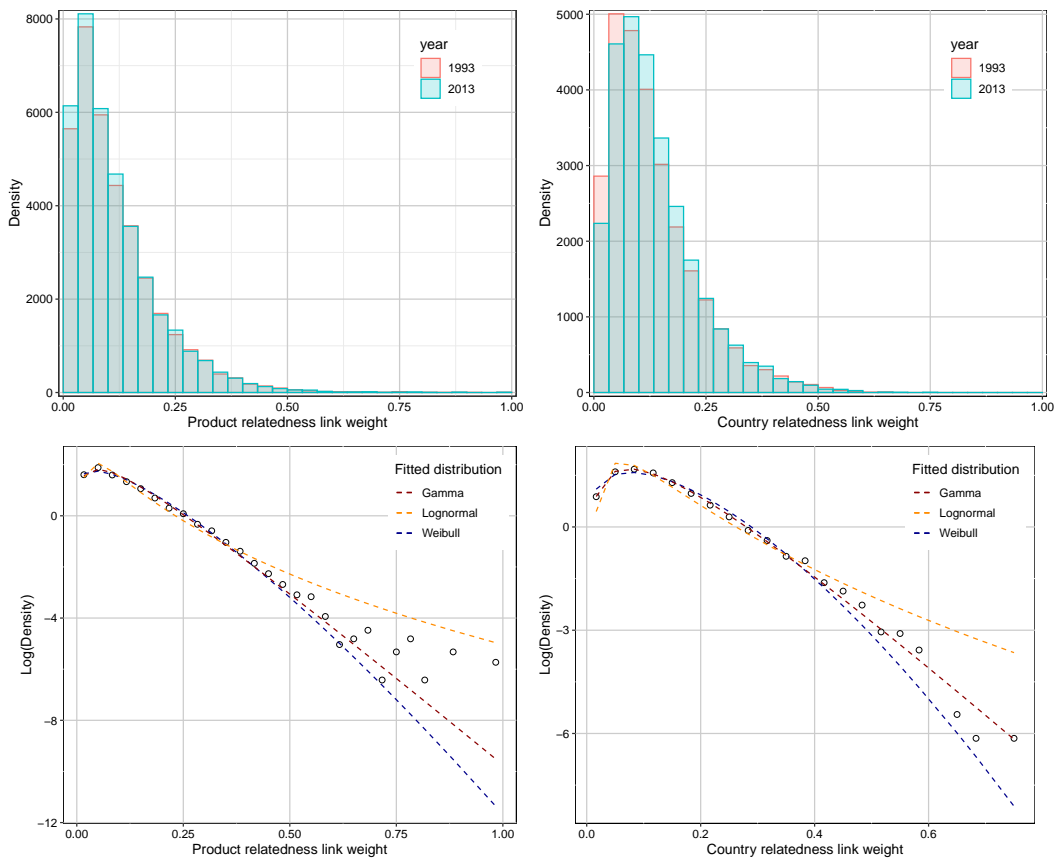 8000
6000
4000
2000
0
Density
0.00
0.25
0.50
0.75
1.00
Product relatedness link weight
year
1993
2013
5000
4000
3000
2000
1000
0
Density
0.00
0.25
0.50
0.75
1.00
Country relatedness link weight
year
1993
2013
0
−4
−8
−12
Log(Density)
0.00
0.25
0.50
0.75
1.00
Product relatedness link weight
Fitted distribution
Gamma
Lognormal
Weibull
0
−3
−6
Log(Density)
0.0
0.2
0.4
0.6
Country relatedness link weight
Fitted distribution
Gamma
Lognormal
Weibull